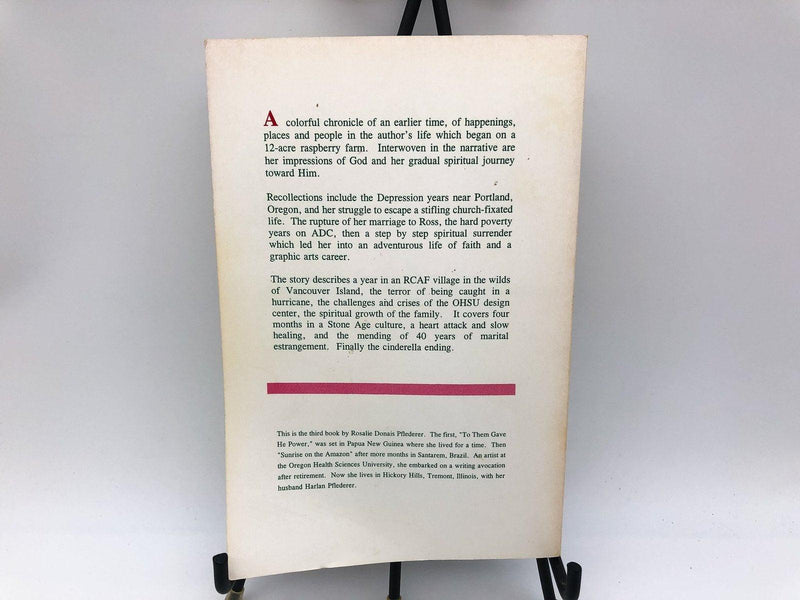 A colorful chronicle of an earlier time, of happenings,
places and people in the author's life which began on a
12-acre raspberry farm. Interwoven in the narrative are
her impressions of God and her gradual spiritual journey
toward Him.
Recollections include the Depression years near Portland,
Oregon, and her struggle to escape a stifling church-fixated
life. The rupture of her marriage to Ross, the hard poverty
years on ADC, then a step by step spiritual surrender
which led her into an adventurous life of faith and a
graphic arts career.
The story describes a year in an RCAF village in the wilds
of Vancouver Island, the terror of being caught in a
hurricane, the challenges and crises of the OHSU design
center, the spiritual growth of the family. It covers four
months in a Stone Age culture, a heart attack and slow
healing, and the mending of 40 years of marital
estrangement. Finally the cinderella ending.
This is the third book by Rosalie Donais Pflederer. The first, "To Them Gave
He Power," was set in Papua New Guinea where she lived for a time. Then
"Sunrise on the Amazon" after more months in Santarem, Brazil. An artist at
the Oregon Health Sciences University, she embarked on a writing avocation
after retirement. Now she lives in Hickory Hills, Tremont, Illinois, with her
husband Harlan Pflederer.